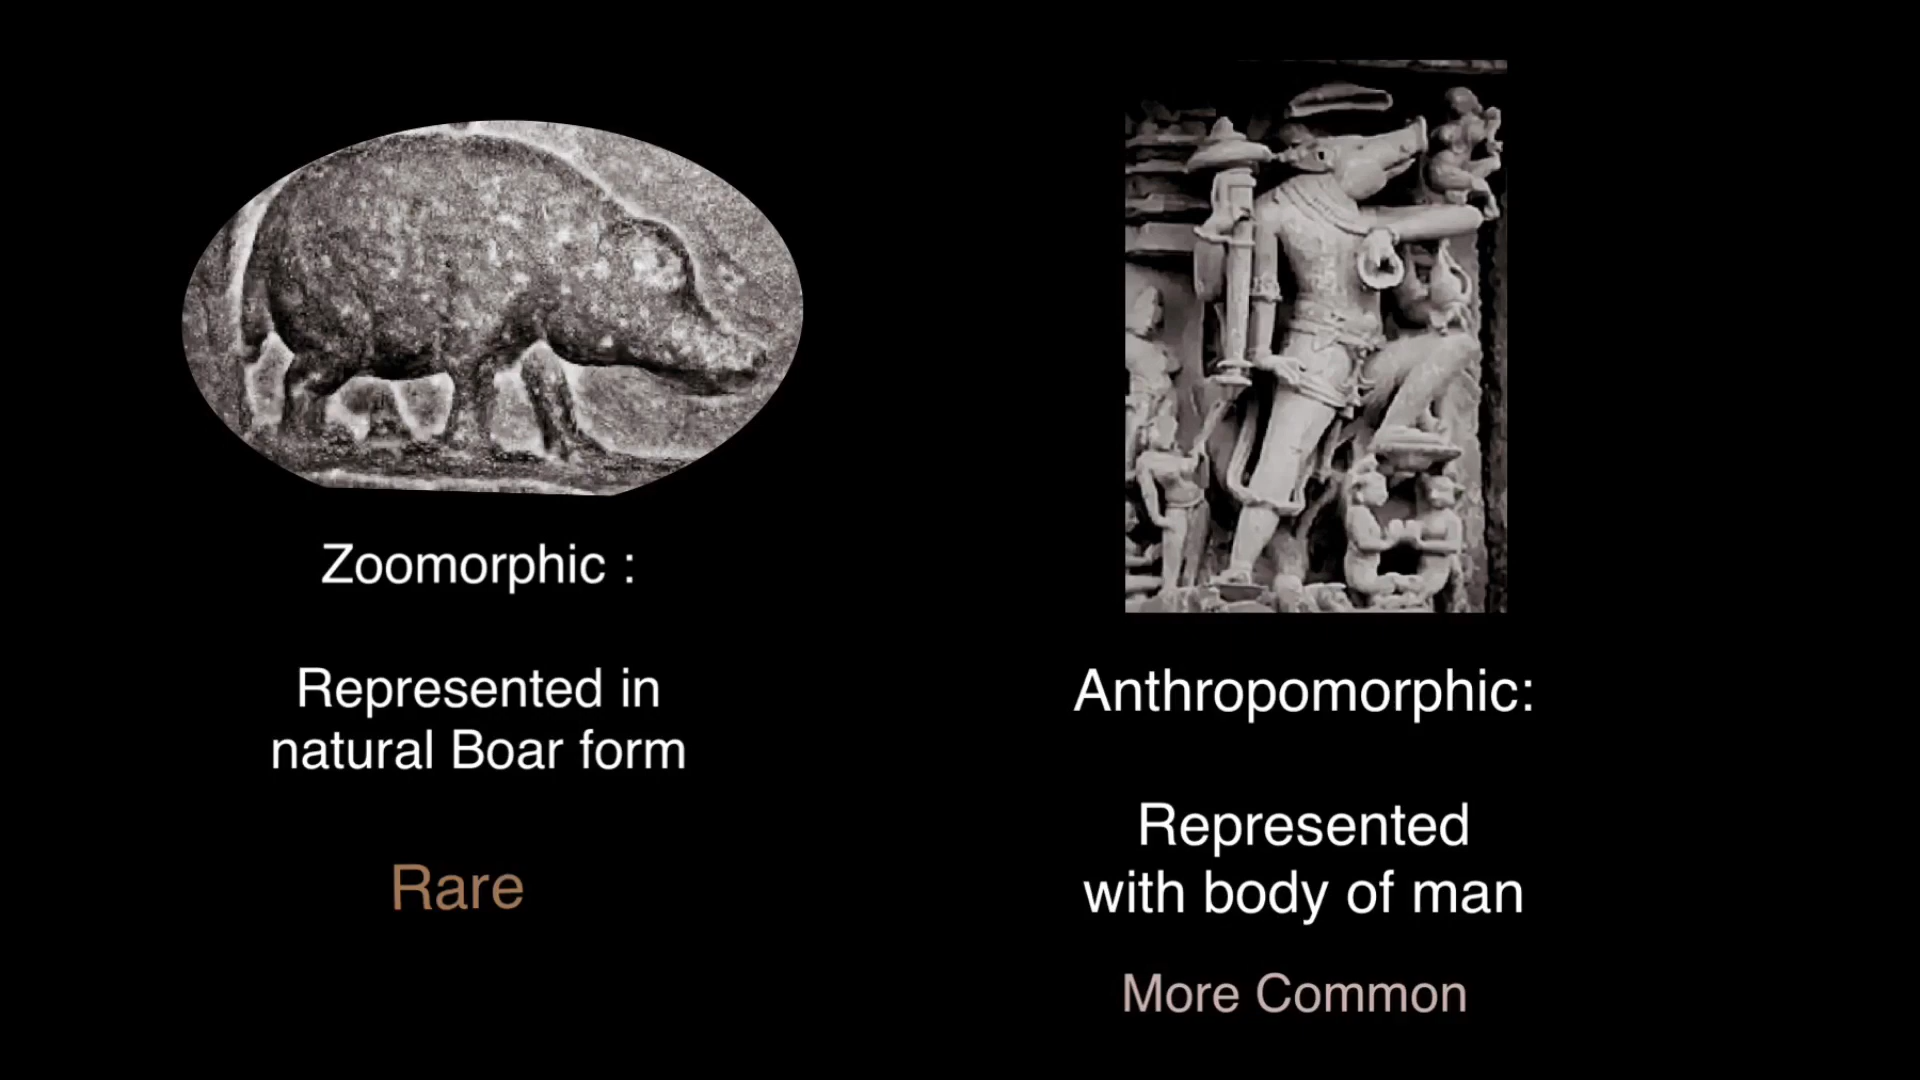 Zoomorphic :
Represented in
natural Boar form
Rare
Anthropomorphic:
Represented
with body of man
More Common